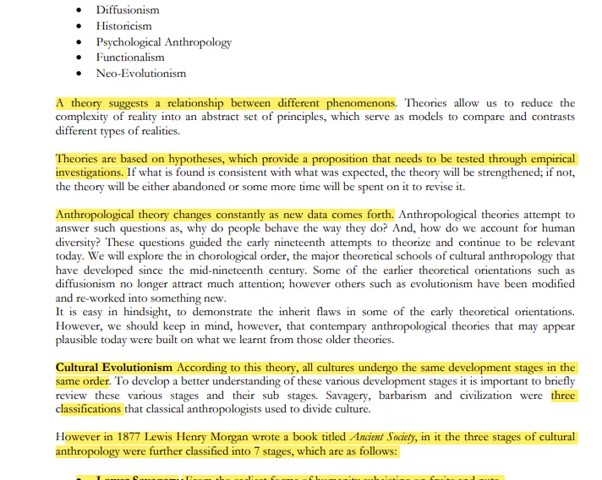 • Diffusionism
• Historicism
• Psychological Anthropology
• Functionalism
• Neo-Evolutionism
A theory suggests a relationship between different phenomenons. Theories allow us to reduce the
complexity of reality into an abstract set of principles, which serve as models to compare and contrasts
different types of realities.
Theories are based on hypotheses, which provide a proposition that needs to be tested through empirical
investigations. If what is found is consistent with what was expected, the theory will be strengthened; if not,
the theory will be either abandoned or some more time will be spent on it to revise it.
Anthropological theory changes constantly as new data comes forth. Anthropological theories attempt to
answer such questions as, why do people behave the way they do? And, how do we account for human
diversity? These questions guided the early nineteenth attempts to theorize and continue to be relevant
today. We will explore the in chorological order, the major theoretical schools of cultural anthropology that
have developed since the mid-nineteenth century. Some of the earlier theoretical orientations such as
diffusionism no longer attract much attention; however others such as evolutionism have been modified
and re-worked into something new.
It is easy in hindsight, to demonstrate the inherit flaws in some of the early theoretical orientations.
However, we should keep in mind, however, that contempary anthropological theories that may appear
plausible today were built on what we learnt from those older theories.
Cultural Evolutionism According to this theory, all cultures undergo the same development stages in the
same order. To develop a better understanding of these various development stages it is important to briefly
review these various stages and their sub stages. Savagery, barbarism and civilization were three
classifications that classical anthropologists used to divide culture.
However in 1877 Lewis Henry Morgan wrote a book titled Ancient Society, in it the three stages of cultural
anthropology were further classified into 7 stages, which are as follows:
• Lower Savagery: From the earliest forms of humanity subsisting on fruits and nuts.